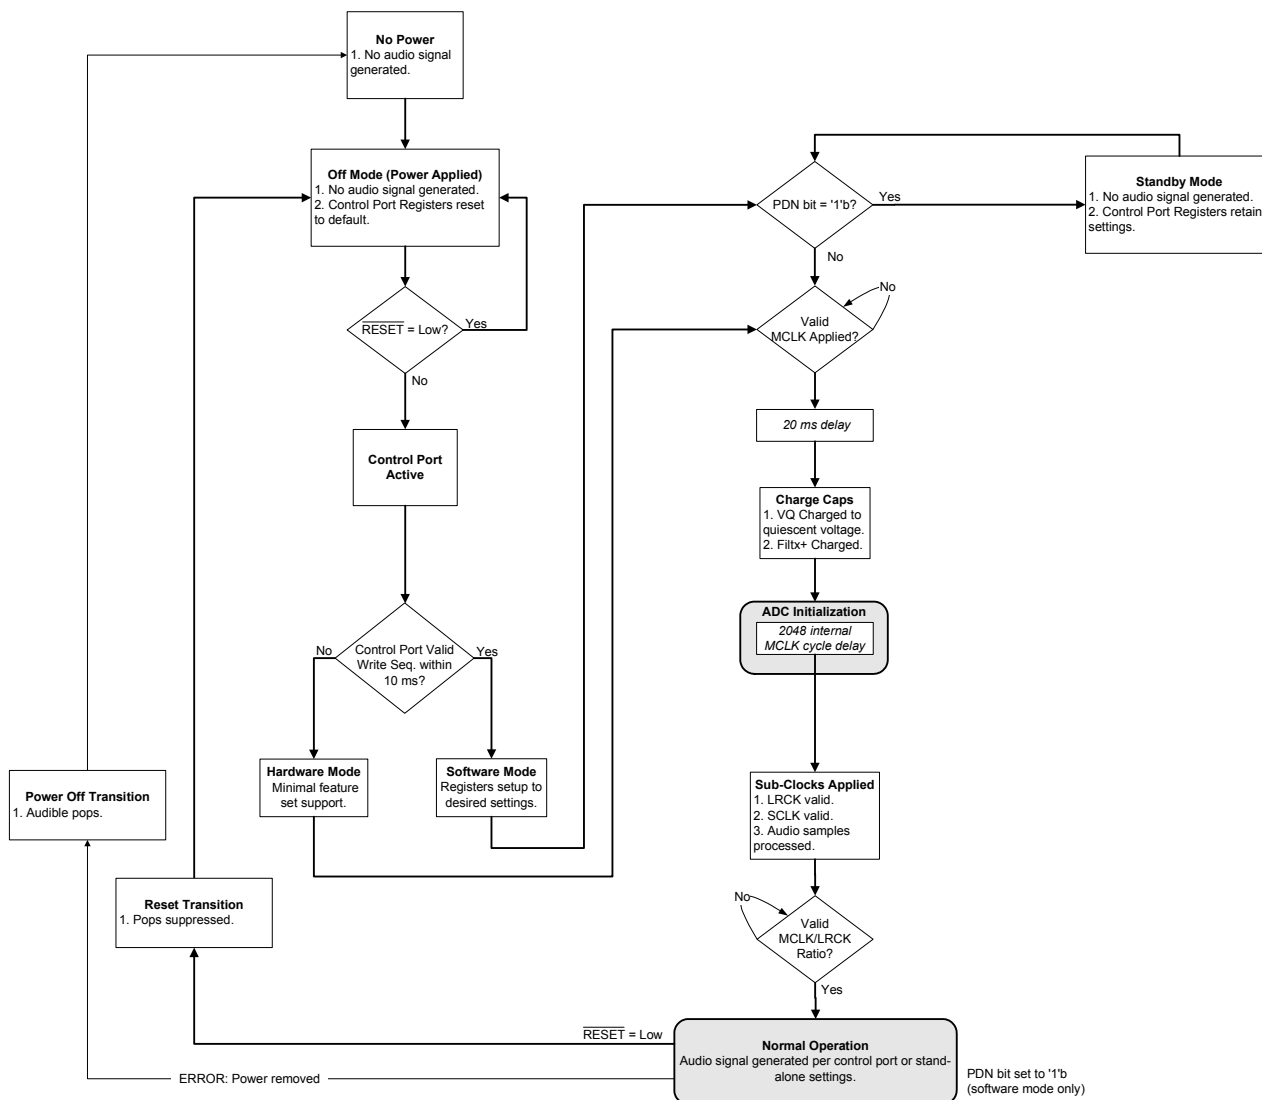 No Power
1. No audio signal
generated.
Off Mode (Power Applied)
1. No audio signal generated.
2. Control Port Registers reset
to default.
RESET = Low?
Yes
No
Control Port
Active
Control Port Valid
Write Seq. within
10 ms?
No
Yes
Hardware Mode
Minimal feature
set support.
Software Mode
Registers setup to
desired settings.
Power Off Transition
1. Audible pops.
Reset Transition
1. Pops suppressed.
PDN bit = '1'b?
Yes
No
Standby Mode
1. No audio signal generated.
2. Control Port Registers retain
settings.
Valid
MCLK Applied?
No
20 ms delay
Charge Caps
1. VQ Charged to
quiescent voltage.
2. Filtx+ Charged.
ADC Initialization
2048 internal
MCLK cycle delay
Sub-Clocks Applied
1. LRCK valid.
2. SCLK valid.
3. Audio samples
processed.
No
Valid
MCLK/LRCK
Ratio?
Yes
RESET = Low
Normal Operation
Audio signal generated per control port or stand-
alone settings.
ERROR: Power removed
PDN bit set to '1'b
(software mode only)